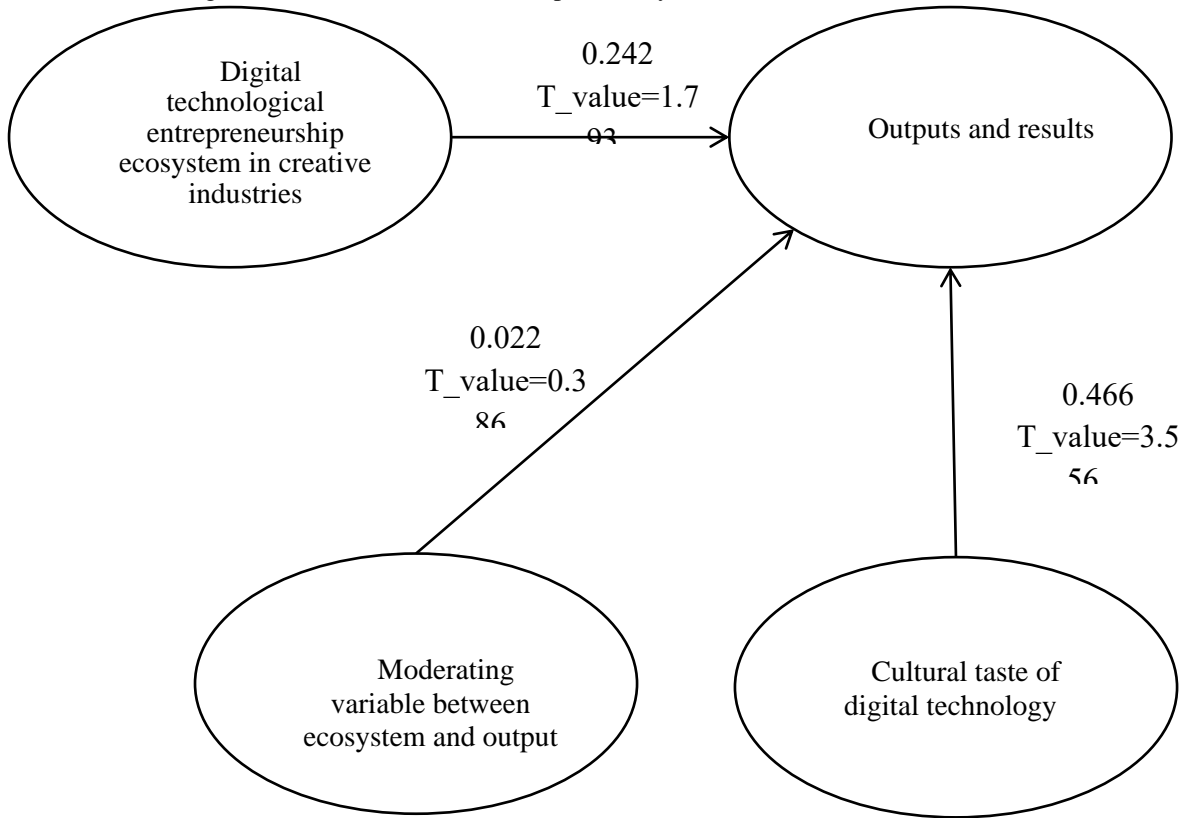 Digital
technological
entrepreneurship
ecosystem in creative
industries
0.242
T_value=1.7
93
Outputs and results
0.022
T_value=0.3
86
0.466
T_value=3.5
56
Moderating
variable between
ecosystem and output
Cultural taste of
digital technology